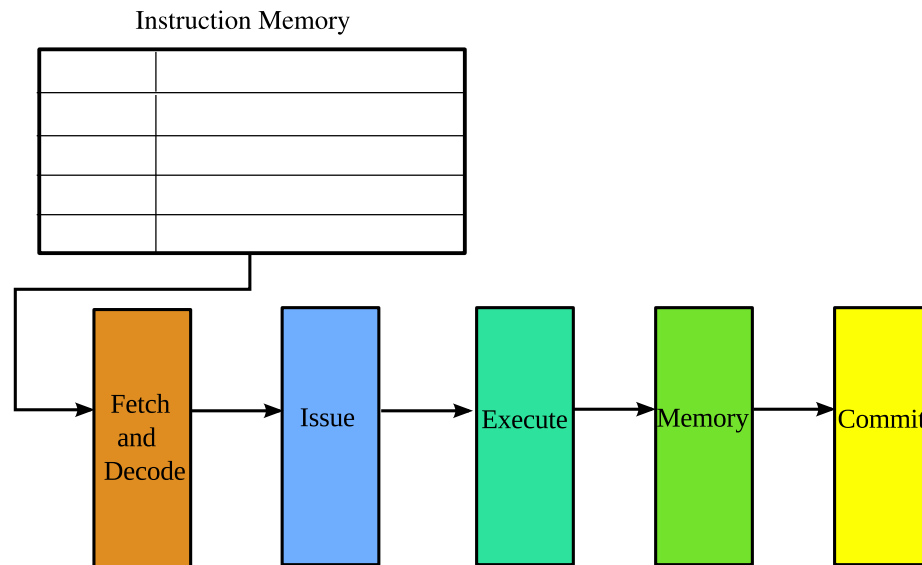 Instruction Memory
Fetch
and
Decode
Issue
Execute
Memory
Commit